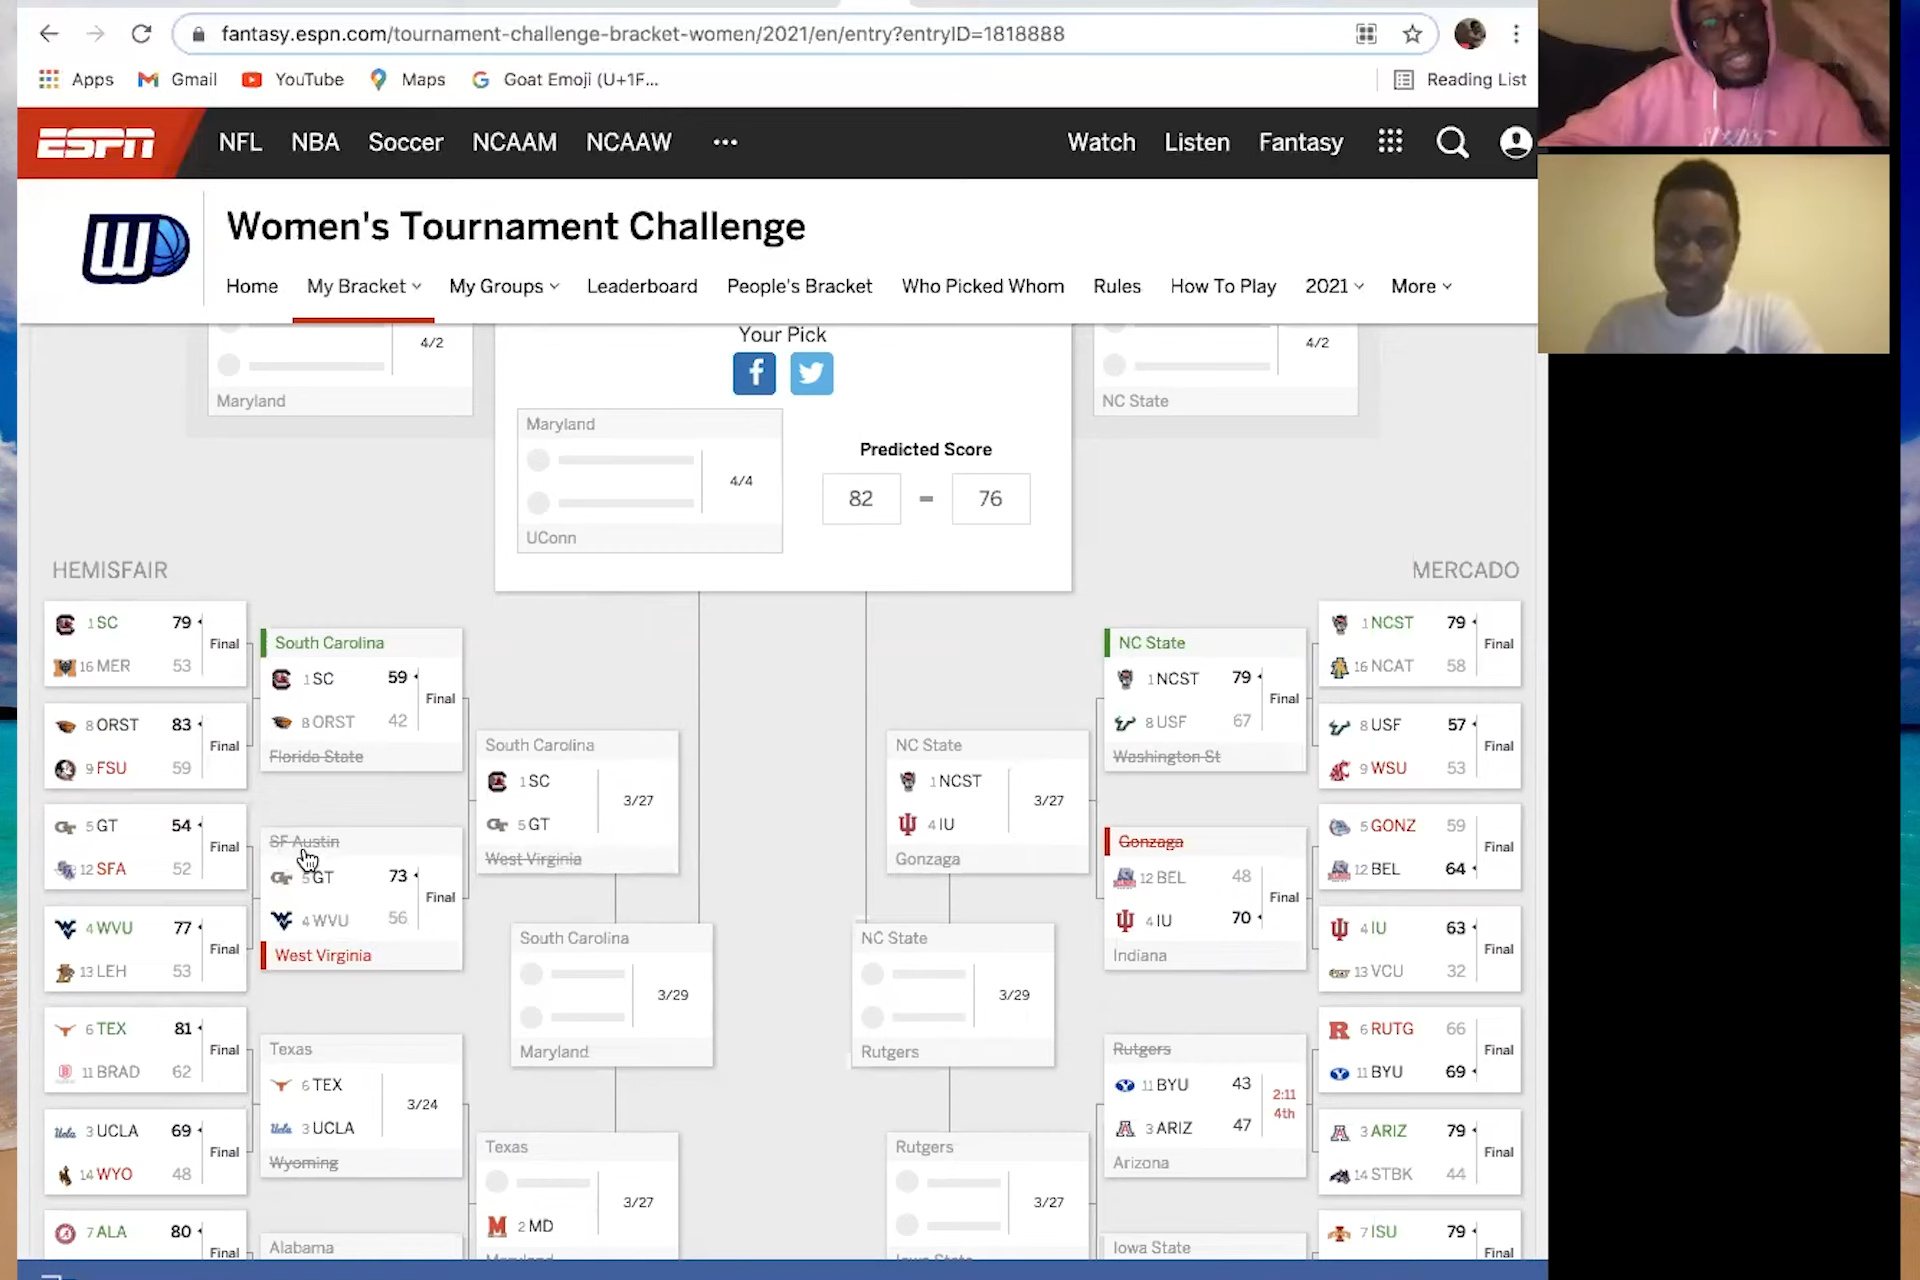 fantasy.espn.com/tournament-challenge-bracket-women/2021/en/entry?entryID=1818888
Apps Gmail YouTube Maps Goat Emoji (U+1F... Reading List
ESPN NFL NBA Soccer NCAAM NCAAW ... Watch Listen Fantasy
W
Women's Tournament Challenge
Home My Bracket My Groups Leaderboard People's Bracket Who Picked Whom Rules How To Play 2021 More
Your Pick
4/2
Maryland
Maryland
4/4
UConn
Predicted Score
82 - 76
4/2
NC State
HEMISFAIR
1 SC 79
16 MER 53
Final
8 ORST 83
9 FSU 59
Final
5 GT 54
12 SFA 52
Final
4 WVU 77
13 LEH 53
Final
6 TEX 81
11 BRAD 62
Final
3 UCLA 69
14 WYO 48
Final
7 ALA 80
Final
South Carolina
1 SC 59
8 ORST 42
Final
Florida State
SF Austin
5 GT 73
4 WVU 56
Final
West Virginia
Texas
6 TEX
3 UCLA
3/24
Wyoming
Alabama
South Carolina
1 SC
5 GT
3/27
West Virginia
South Carolina
3/29
Maryland
Texas
2 MD
3/27
Maryland
MERCADO
NC State
1 NCST
4 IU
3/27
Gonzaga
NC State
3/29
Rutgers
Rutgers
3/27
Iowa State
NC State
1 NCST 79
8 USF 67
Final
Washington St
Gonzaga
12 BEL 48
4 IU 70
Final
Indiana
Rutgers
11 BYU 43
3 ARIZ 47
2:11
4th
Arizona
Iowa State
1 NCST 79
16 NCAT 58
Final
8 USF 57
9 WSU 53
Final
5 GONZ 59
12 BEL 64
Final
4 IU 63
13 VCU 32
Final
6 RUTG 66
11 BYU 69
Final
3 ARIZ 79
14 STBK 44
Final
7 ISU 79
Final